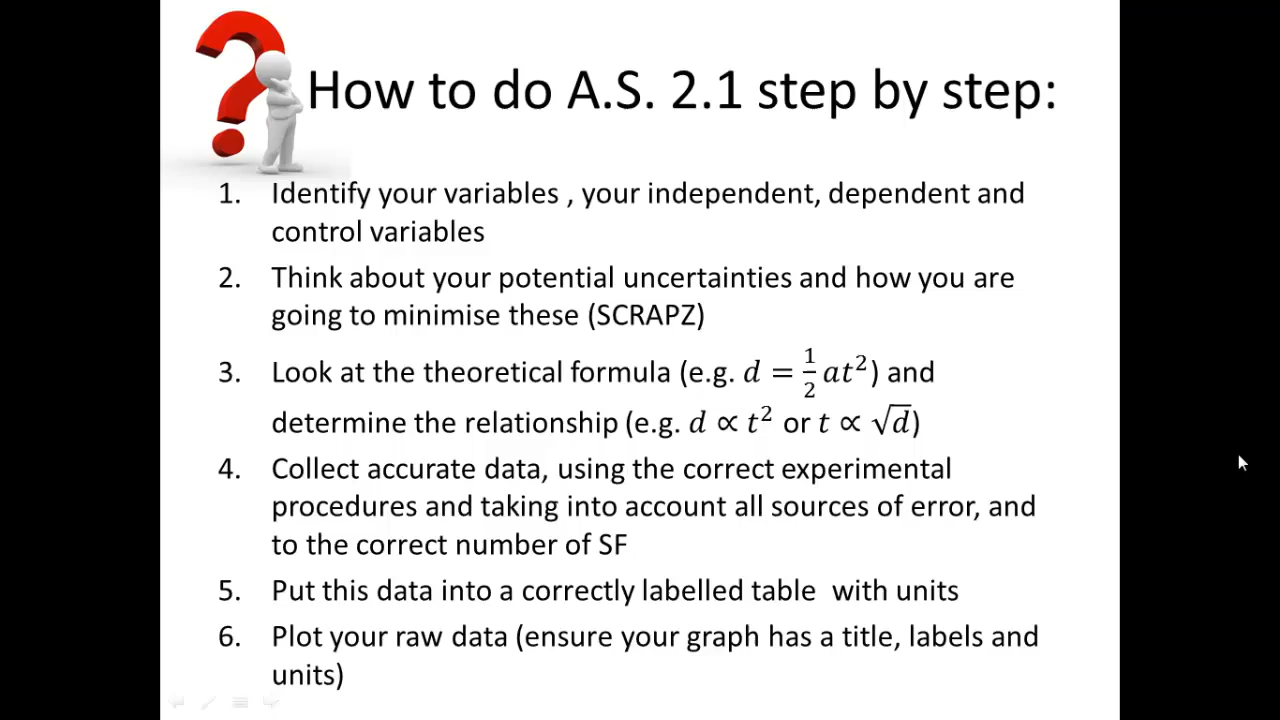 How to do A.S. 2.1 step by step:
1. Identify your variables , your independent, dependent and
control variables
2. Think about your potential uncertainties and how you are
going to minimise these (SCRAPZ)
3. Look at the theoretical formula (e.g. d = 1/2 at²) and
determine the relationship (e.g. d ∝ t² or t ∝ √d)
4. Collect accurate data, using the correct experimental
procedures and taking into account all sources of error, and
to the correct number of SF
5. Put this data into a correctly labelled table  with units
6. Plot your raw data (ensure your graph has a title, labels and
units)